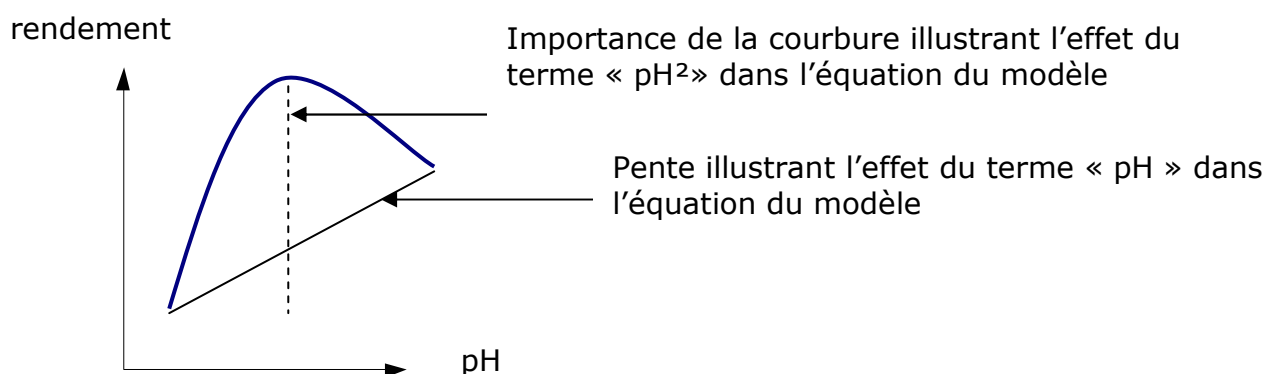 rendement
Importance de la courbure illustrant l’effet du
terme « pH²» dans l’équation du modèle
Pente illustrant l’effet du terme « pH » dans
l’équation du modèle
pH